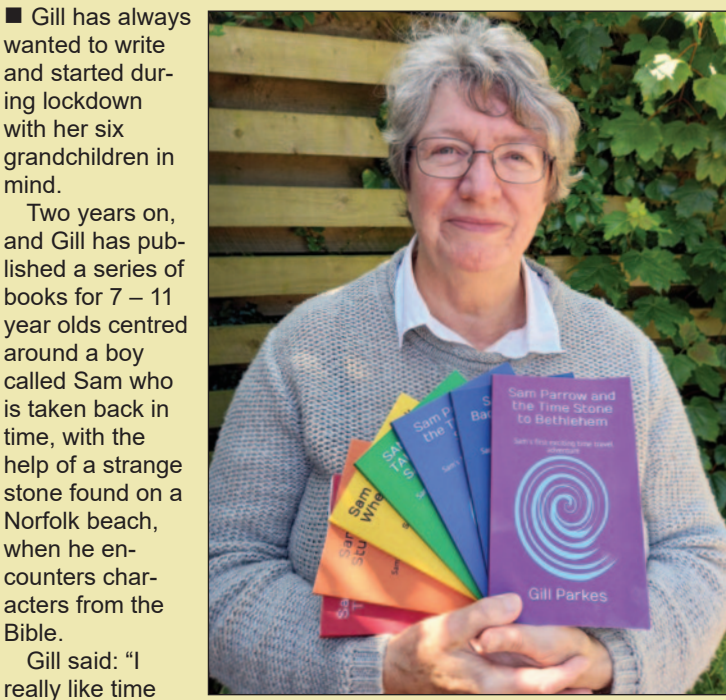 ■ Gill has always
wanted to write
and started dur-
ing lockdown
with her six
grandchildren in
mind.
Two years on,
and Gill has pub-
lished a series of
books for 7 – 11
year olds centred
around a boy
called Sam who
is taken back in
time, with the
help of a strange
stone found on a
Norfolk beach,
when he en-
counters char-
acters from the
Bible.
Gill said: “I
really like time
Sam Parrow and
the Time Stone
to Bethlehem
Sam's first exciting time travel
adventure
Gill Parkes
Sam P
the T
Sam
Whe